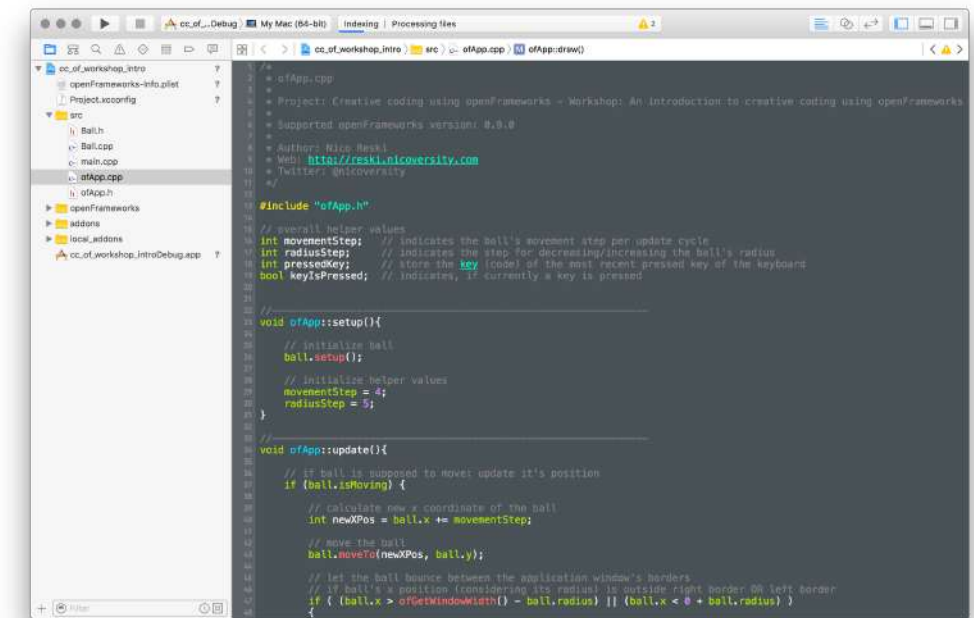 cc_of_...Debug
My Mac (64-bit)
Indexing | Processing files
2
cc_of_workshop_intro
src
ofApp.cpp
M
ofApp::draw()
cc_of_workshop_intro ?
openFrameworks-Info.plist ?
Project.xcconfig ?
src
h Ball.h
c+ Ball.cpp
c+ main.cpp
c+ ofApp.cpp
h ofApp.h
openFrameworks
addons
local_addons
cc_of_workshop_introDebug.app ?
Filter
/*
* ofApp.cpp
*
* Project: Creative coding using openFrameworks - Workshop: An introduction to creative coding using openFrameworks
*
* Supported openFrameworks version: 0.9.0
*
* Author: Nico Reski
* Web: http://reski.nicoversity.com
* Twitter: @nicoversity
*/
#include "ofApp.h"
// overall helper values
int movementStep; // indicates the ball's movement step per update cycle
int radiusStep; // indicates the step for decreasing/increasing the ball's radius
int pressedKey; // store the key (code) of the most recent pressed key of the keyboard
bool keyIsPressed; // indicates, if currently a key is pressed
//--------------------------------------------------------------
void ofApp::setup(){
// initialize ball
ball.setup();
// initialize helper values
movementStep = 4;
radiusStep = 5;
}
//--------------------------------------------------------------
void ofApp::update(){
// if ball is supposed to move: update it's position
if (ball.isMoving) {
// calculate new x coordinate of the ball
int newXPos = ball.x += movementStep;
// move the ball
ball.moveTo(newXPos, ball.y);
// let the ball bounce between the application window's borders
// if ball's x position (considering its radius) is outside right border OR left border
if ( (ball.x > ofGetWindowWidth() - ball.radius) || (ball.x < 0 + ball.radius) )
{